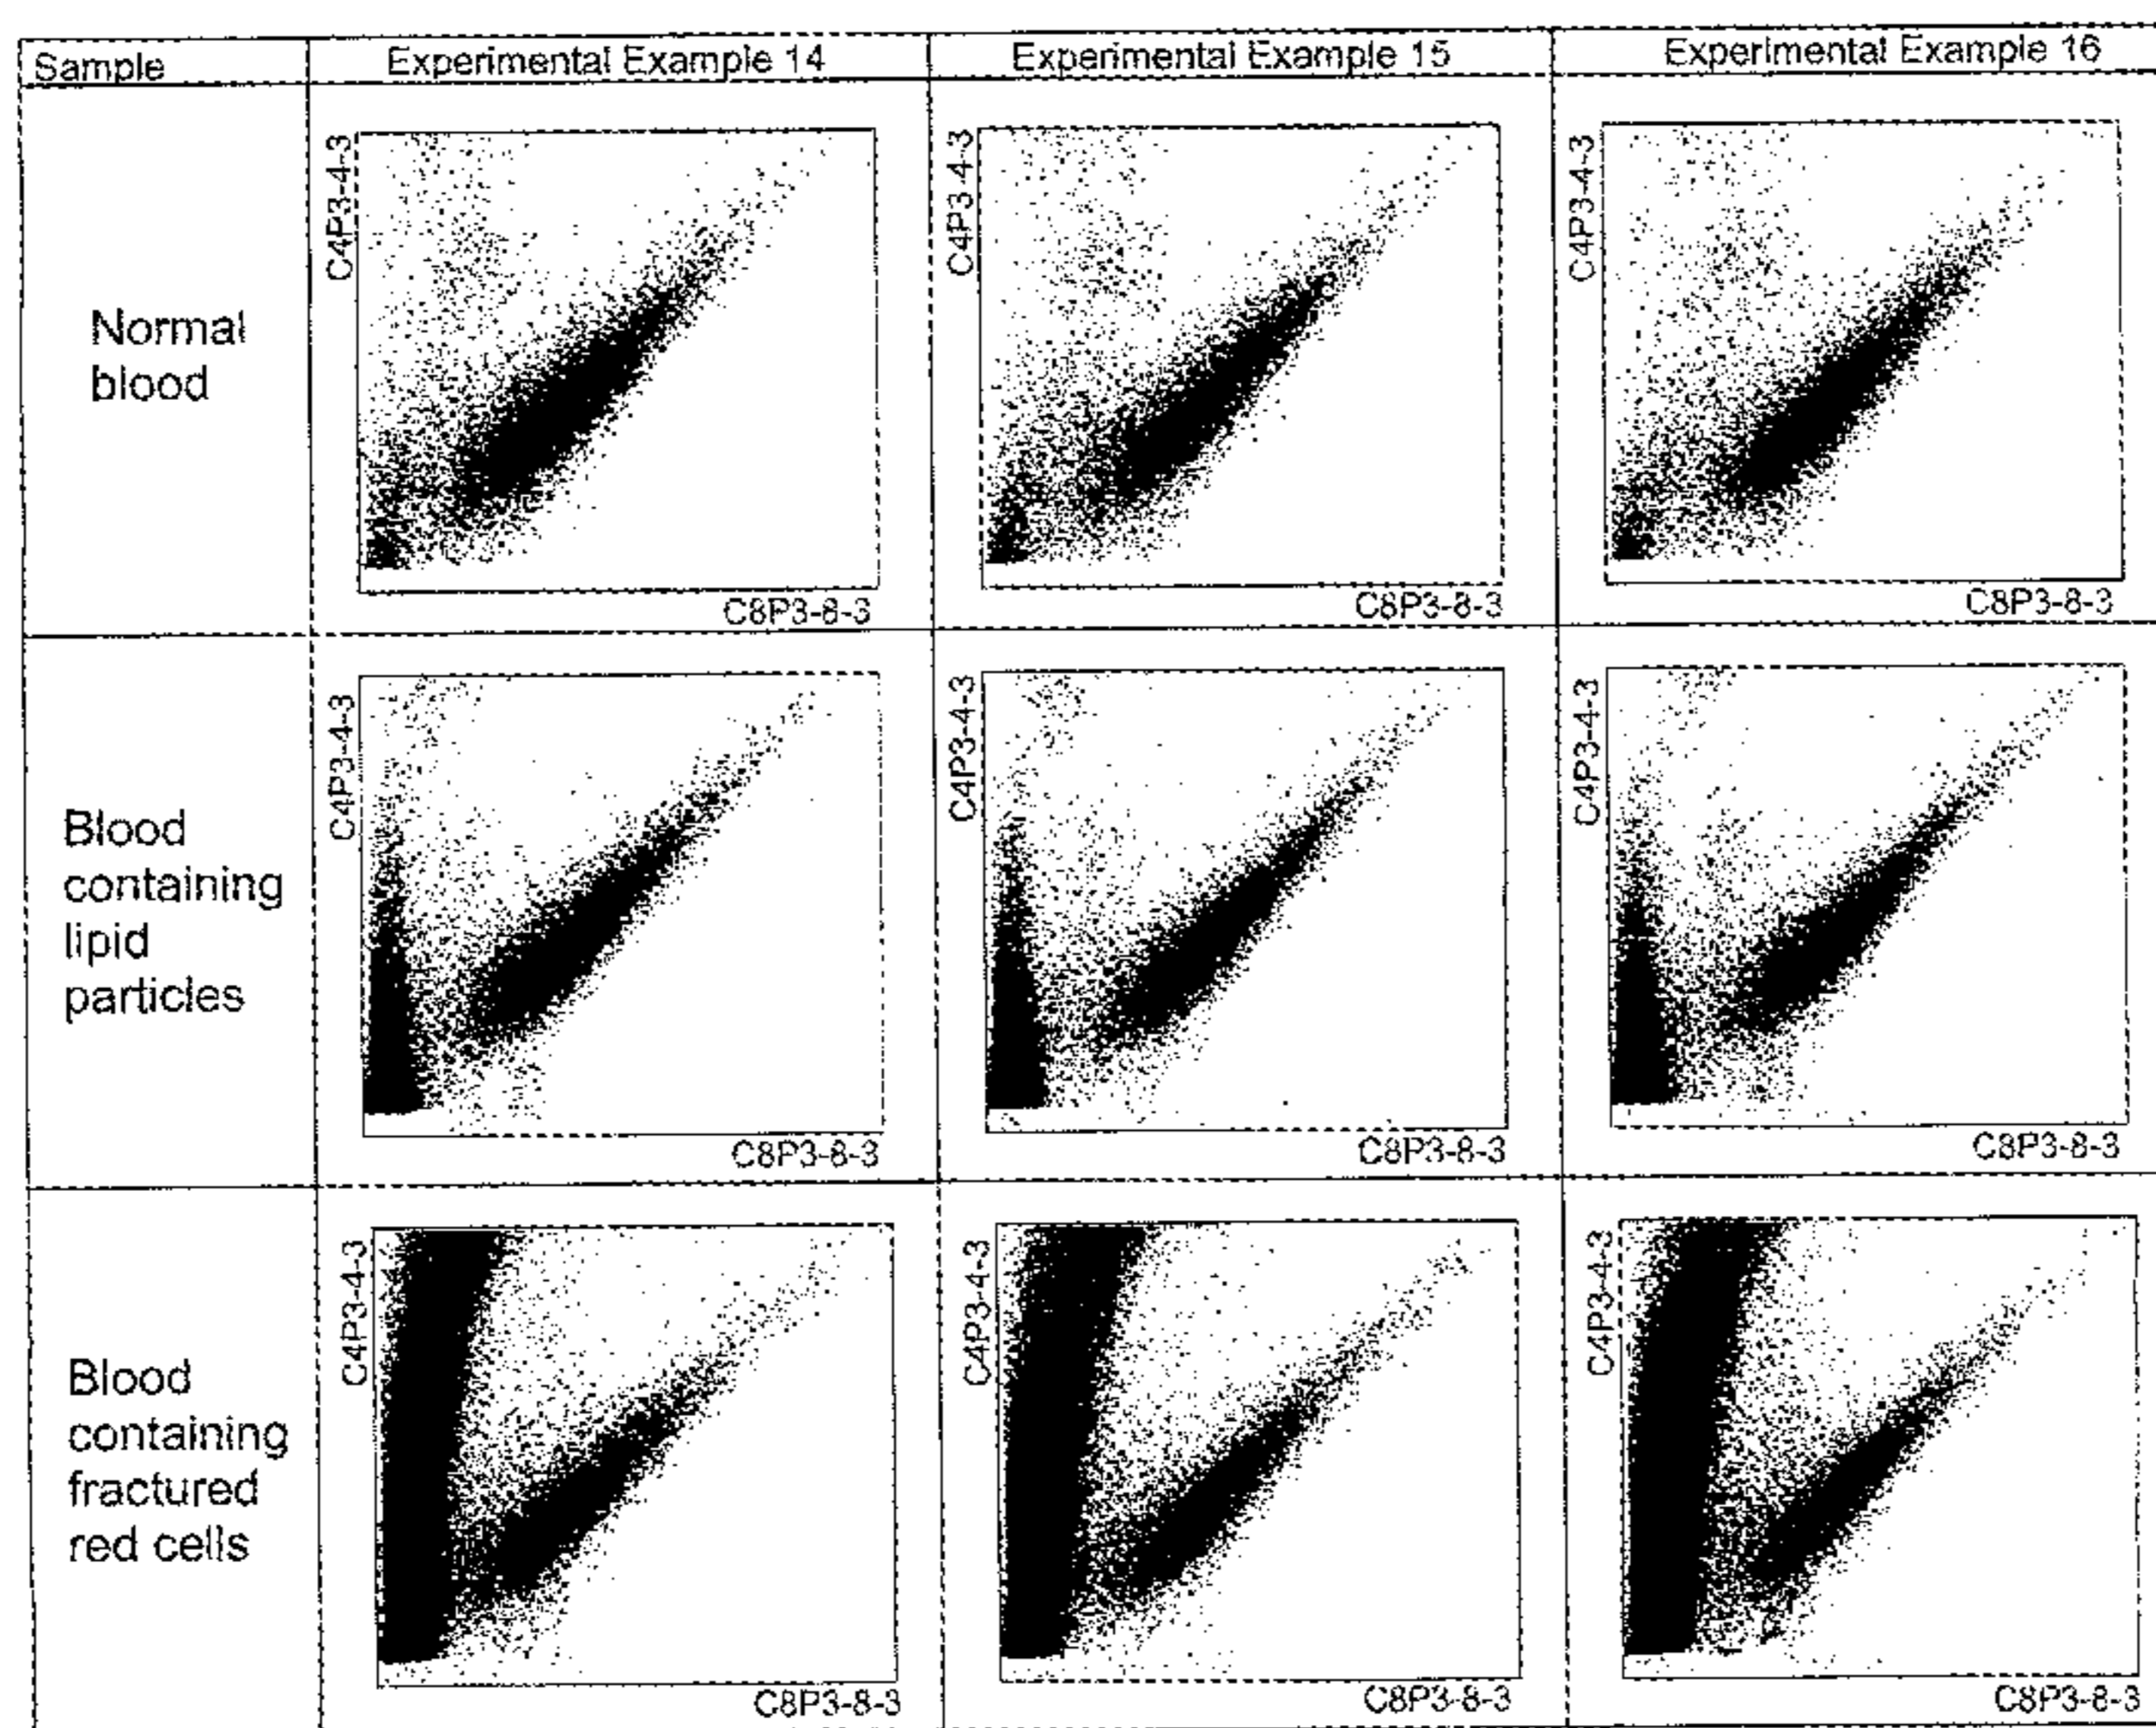 Sample
Experimental Example 14
Experimental Example 15
Experimental Example 16
Normal
blood
C4P3-4-3
C8P3-8-3
C4P3-4-3
C8P3-8-3
C4P3-4-3
C8P3-8-3
Blood
containing
lipid
particles
C4P3-4-3
C8P3-8-3
C4P3-4-3
C8P3-8-3
C4P3-4-3
C8P3-8-3
Blood
containing
fractured
red cells
C4P3-4-3
C8P3-8-3
C4P3-4-3
C8P3-8-3
C4P3-4-3
C8P3-8-3